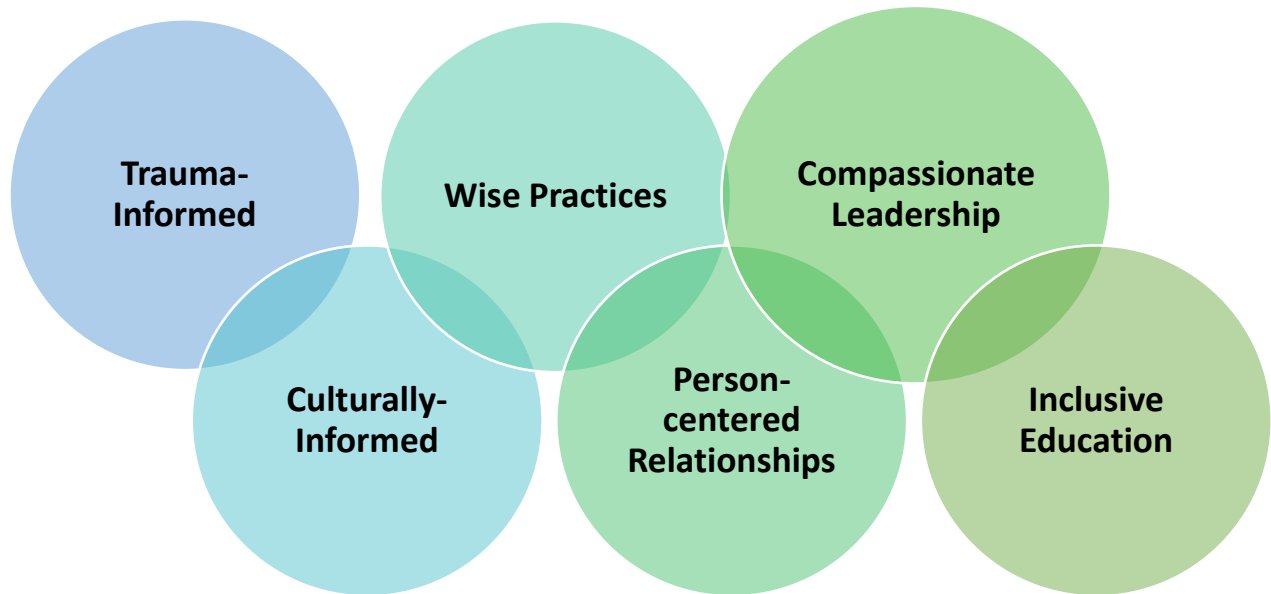 Trauma-
Informed
Wise Practices
Compassionate
Leadership
Culturally-
Informed
Person-
centered
Relationships
Inclusive
Education